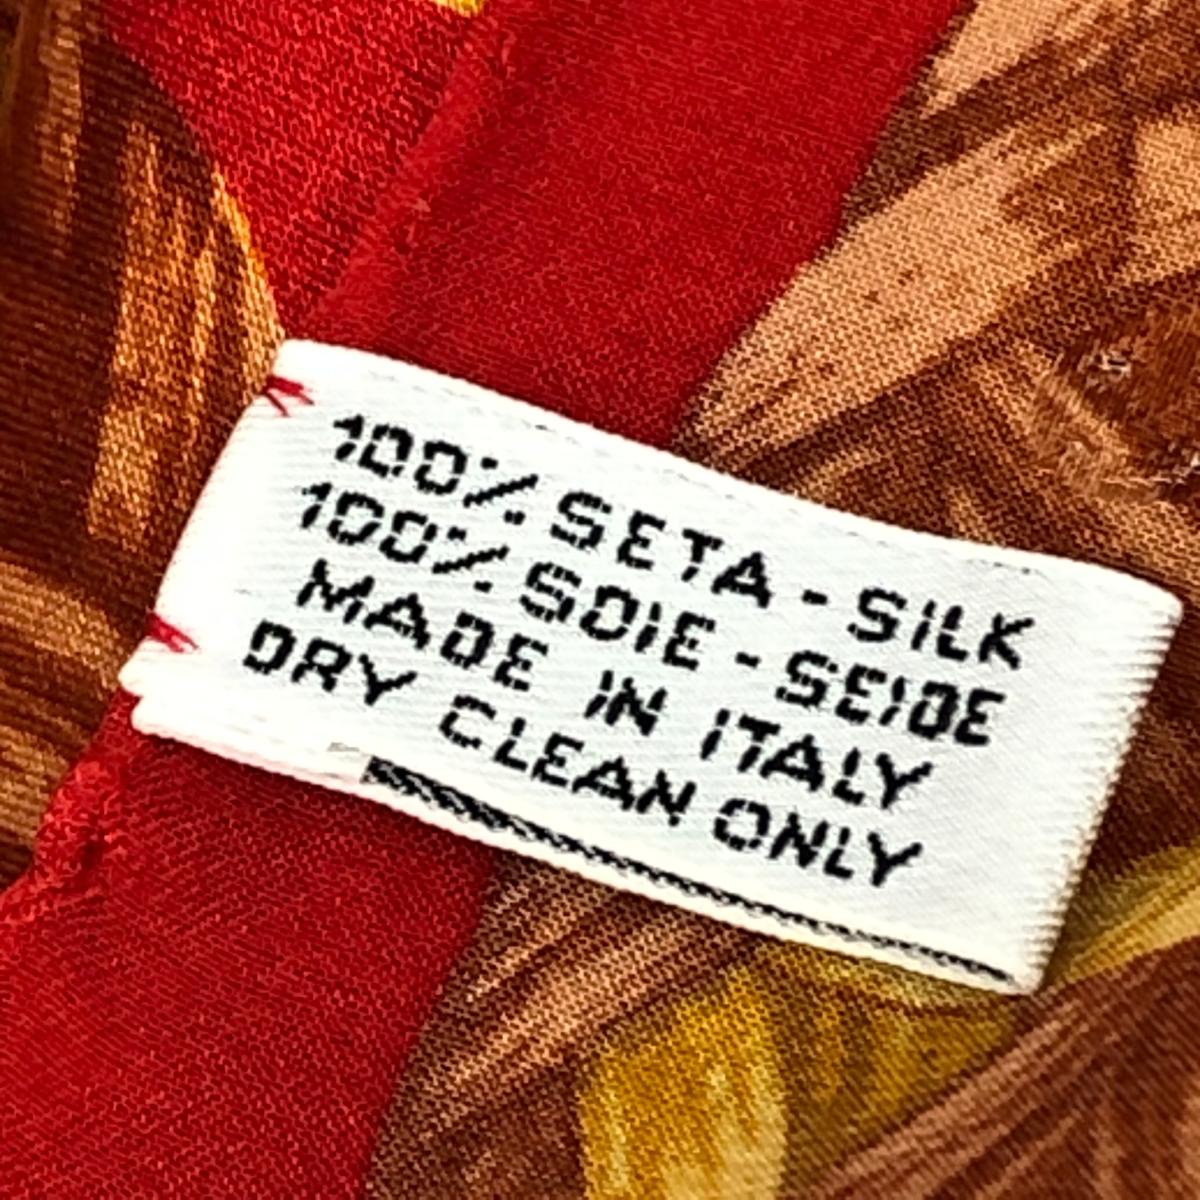 100% SETA - SILK
100% SOIE - SEIDE
MADE IN ITALY
DRY CLEAN ONLY